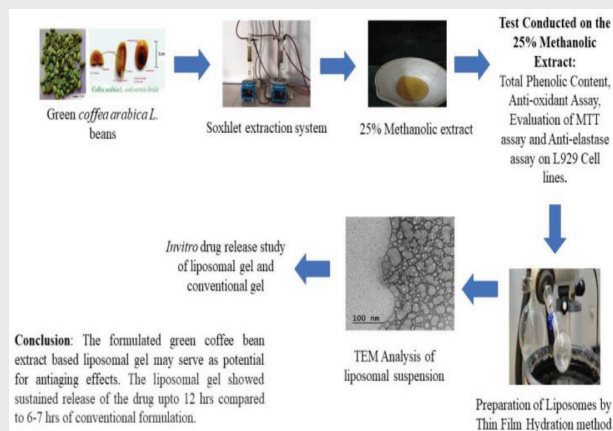 Green coffea arabica L.
beans
Soxhlet extraction system
25% Methanolic extract
Test Conducted on the
25% Methanolic
Extract:
Total Phenolic Content,
Anti-oxidant Assay,
Evaluation of MTT
assay and Anti-elastase
assay on L929 Cell
lines.
Preparation of Liposomes by
Thin Film Hydration method
100 nm
TEM Analysis of
liposomal suspension
Invitro drug release study
of liposomal gel and
conventional gel
Conclusion: The formulated green coffee bean
extract based liposomal gel may serve as potential
for antiaging effects. The liposomal gel showed
sustained release of the drug upto 12 hrs compared
to 6-7 hrs of conventional formulation.